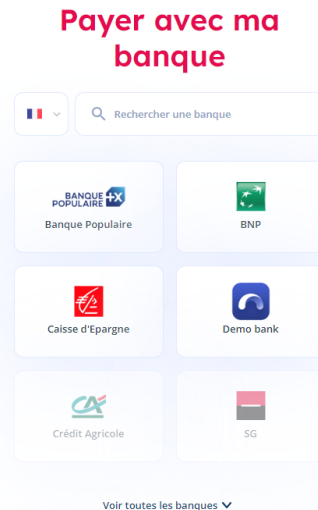 Payer avec ma
banque
Rechercher une banque
BANQUE
POPULAIRE
Banque Populaire
BNP
Caisse d'Epargne
Demo bank
Crédit Agricole
SG
Voir toutes les banques